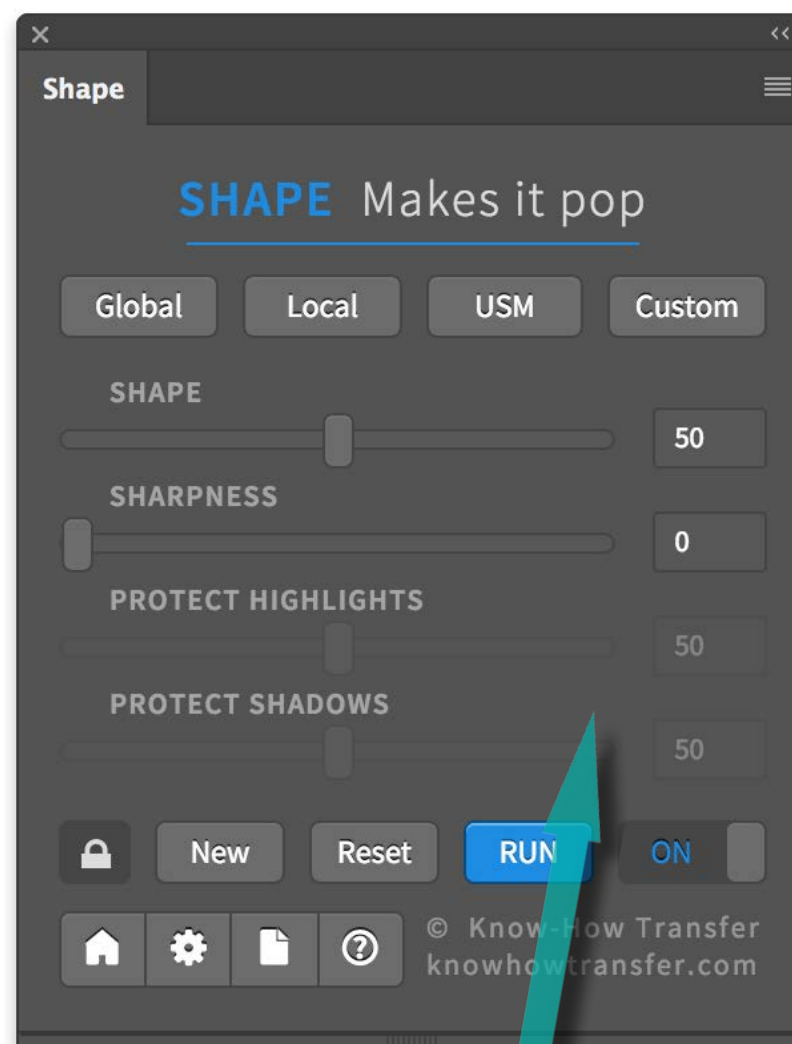 Shape
SHAPE Makes it pop
Global Local USM Custom
SHAPE
50
SHARPNESS
0
PROTECT HIGHLIGHTS
50
PROTECT SHADOWS
50
New Reset RUN ON
© Know-How Transfer
knowhowtransfer.com